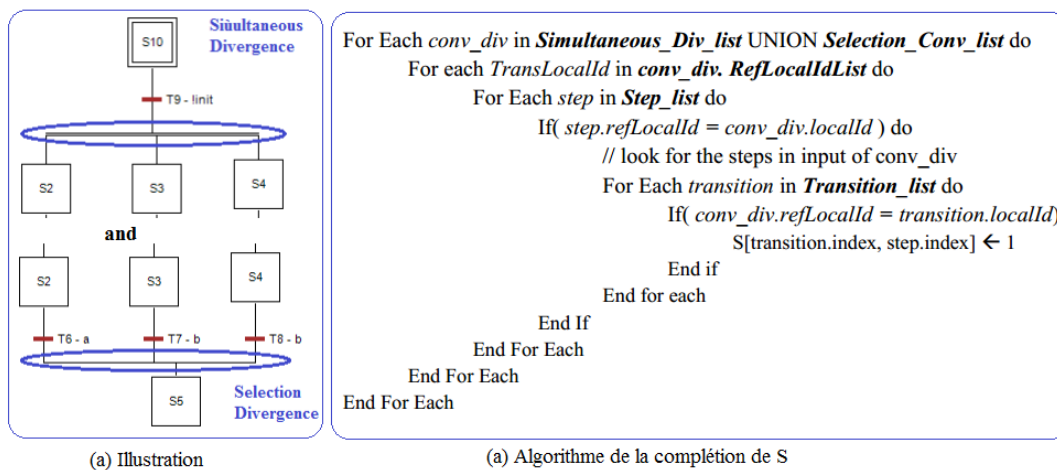 Siùultaneous
Divergence
S10
T9 - !init
S2
S3
S4
and
S2
S3
S4
T6 - a
T7 - b
T8 - b
Selection
Divergence
S5
(a) Illustration
For Each conv_div in Simultaneous_Div_list UNION Selection_Conv_list do
For each TransLocalId in conv_div. RefLocalIdList do
For Each step in Step_list do
If( step.refLocalId = conv_div.localId ) do
// look for the steps in input of conv_div
For Each transition in Transition_list do
If( conv_div.refLocalId = transition.localId)
S[transition.index, step.index] ← 1
End if
End for each
End If
End For Each
End For Each
End For Each
(a) Algorithme de la complétion de S